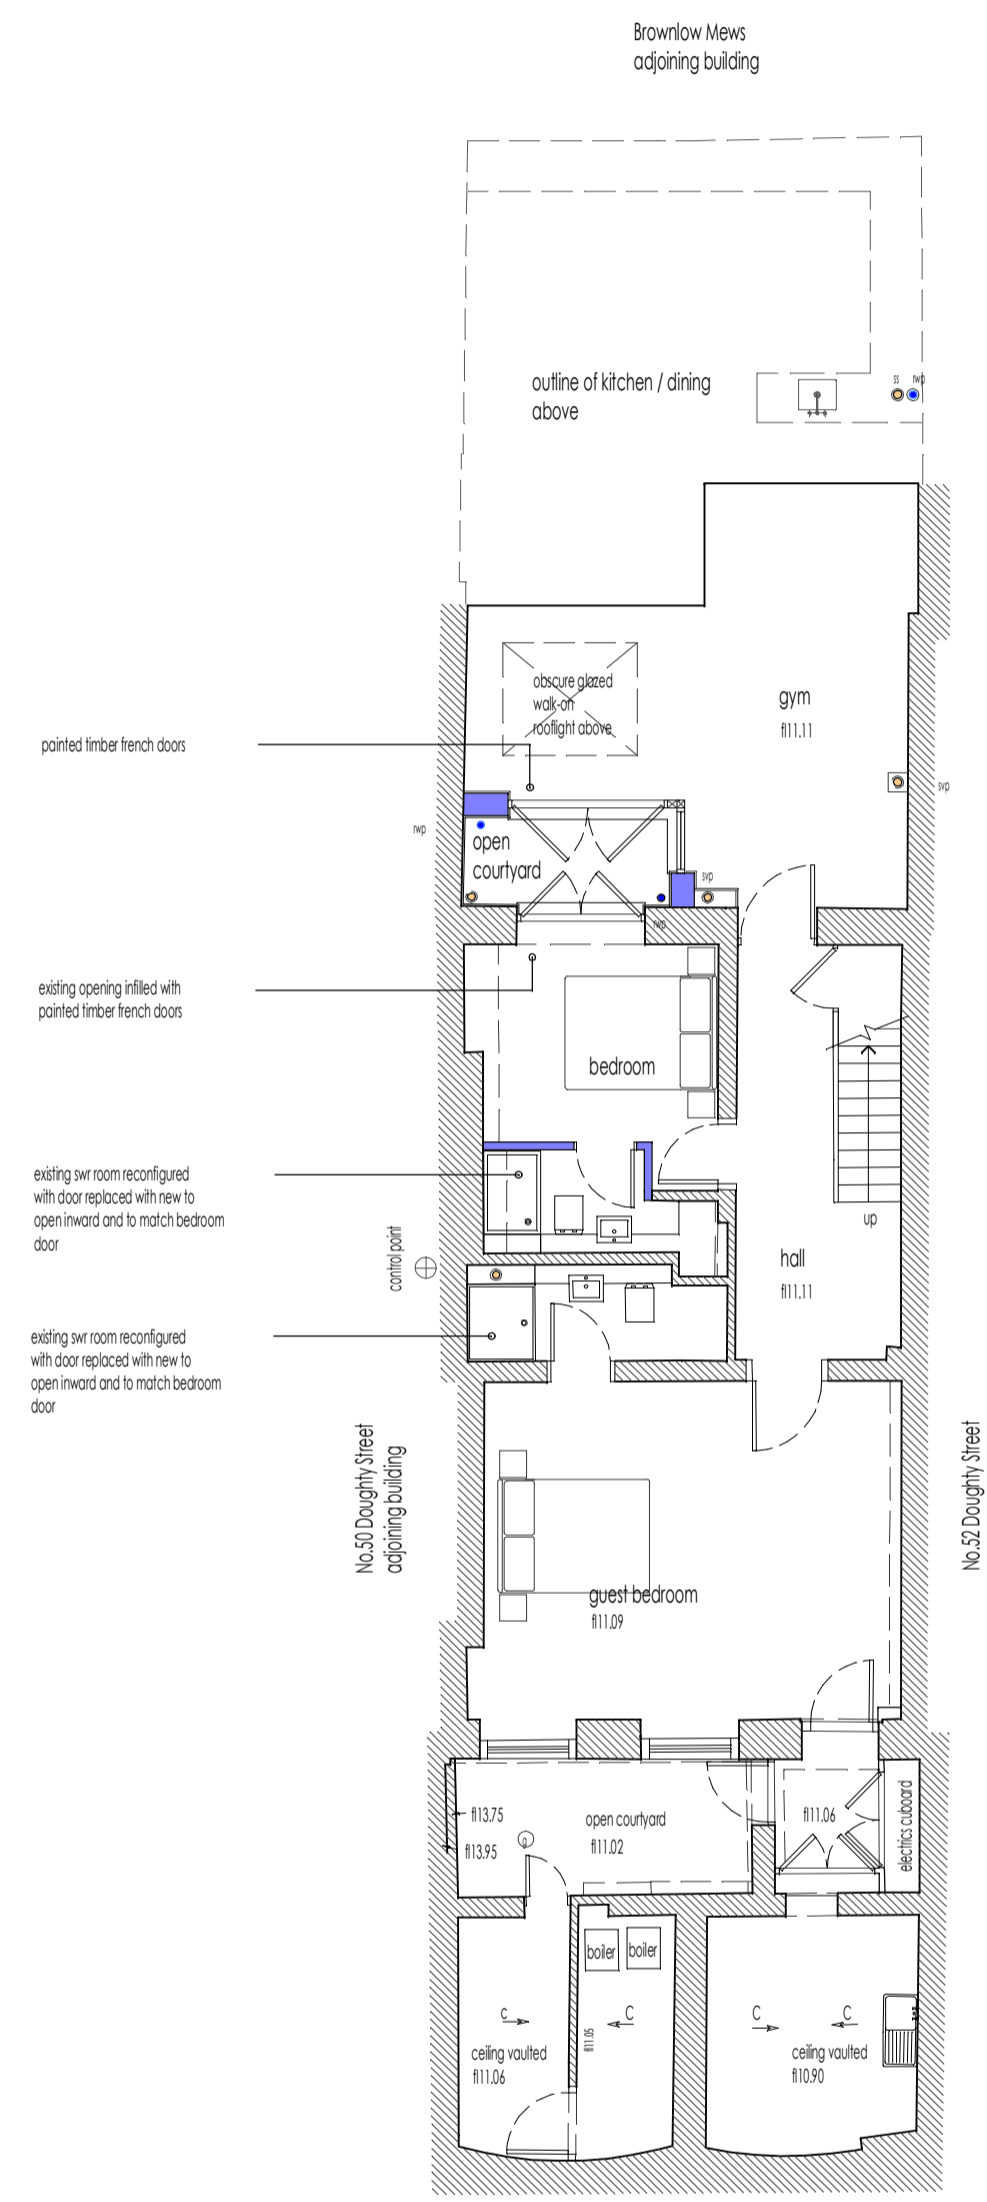 Brownlow Mews
adjoining building
outline of kitchen / dining
above
ss
rwp
obscure glazed
walk-on
rooflight above
gym
fl11.11
painted timber french doors
svp
rwp
open
courtyard
svp
rwp
existing opening infilled with
painted timber french doors
bedroom
existing swr room reconfigured
with door replaced with new to
open inward and to match bedroom
door
up
control point
hall
fl11.11
existing swr room reconfigured
with door replaced with new to
open inward and to match bedroom
door
No.50 Doughty Street
adjoining building
No.52 Doughty Street
guest bedroom
fl11.09
fl13.75
fl13.95
g
open courtyard
fl11.02
fl11.06
electrics cuboard
boiler
boiler
c
C
C
C
ceiling vaulted
fl11.06
fl11.05
ceiling vaulted
fl10.90